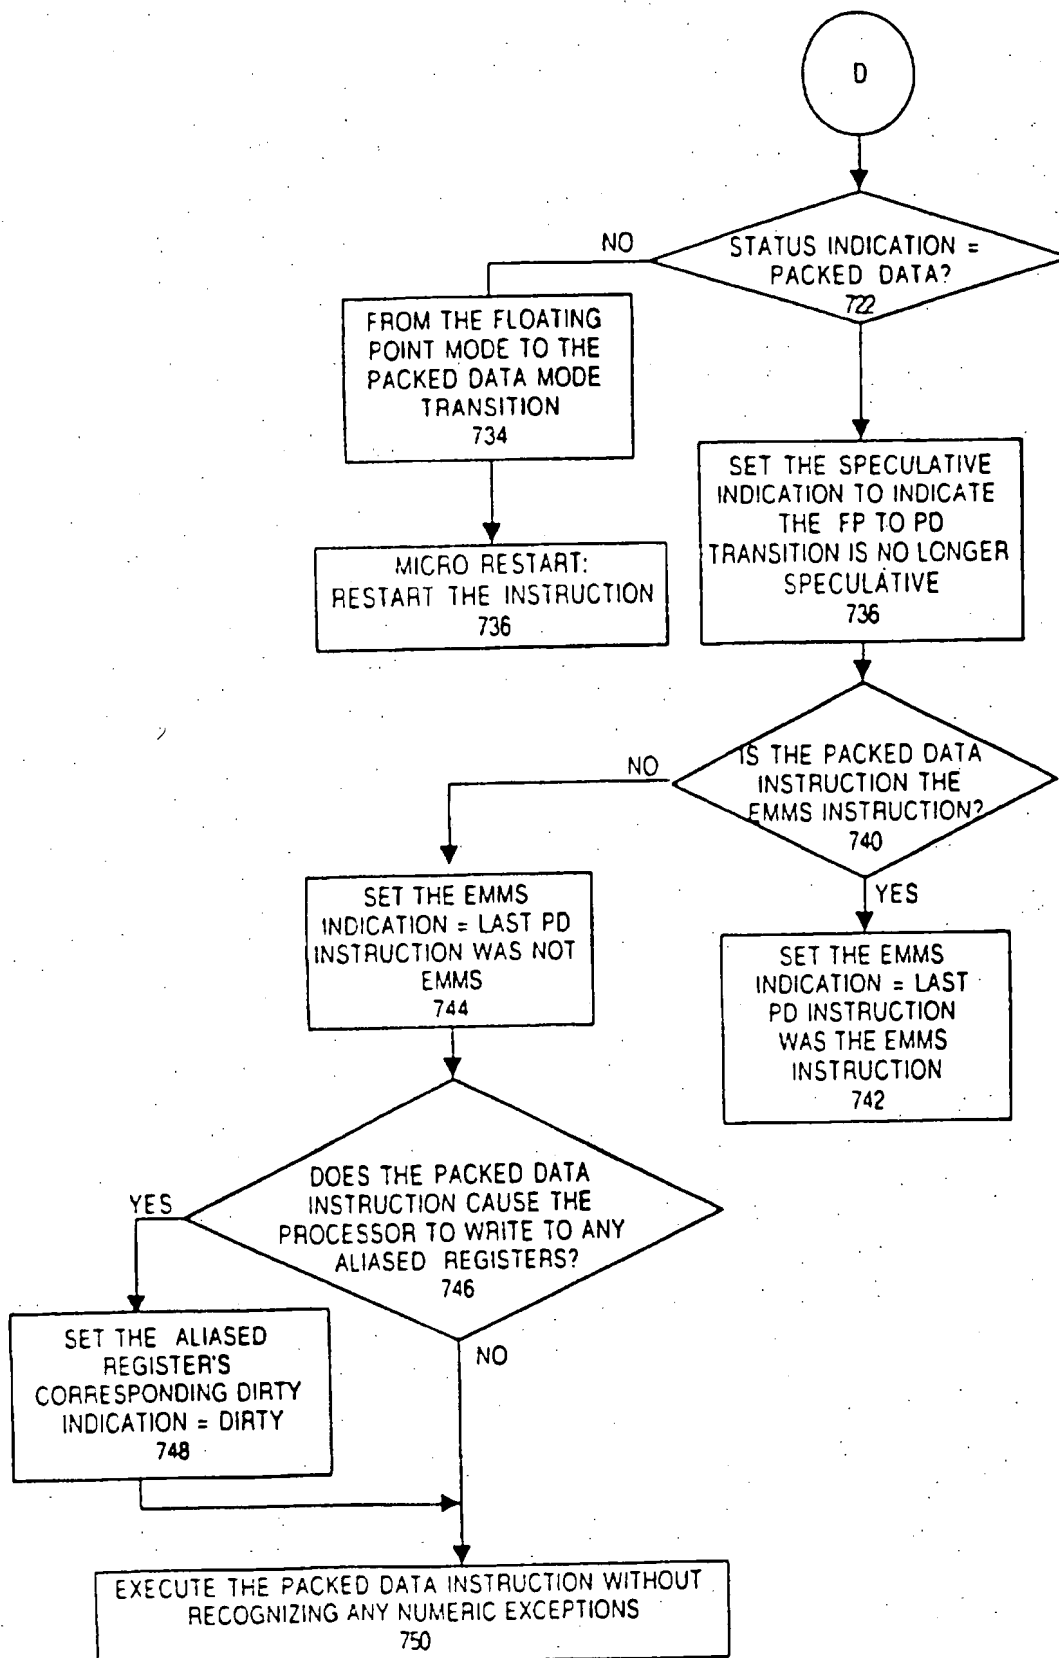 D
STATUS INDICATION =
PACKED DATA?
722
NO
FROM THE FLOATING
POINT MODE TO THE
PACKED DATA MODE
TRANSITION
734
MICRO RESTART:
RESTART THE INSTRUCTION
736
SET THE SPECULATIVE
INDICATION TO INDICATE
THE FP TO PD
TRANSITION IS NO LONGER
SPECULATIVE
736
IS THE PACKED DATA
INSTRUCTION THE
EMMS INSTRUCTION?
740
NO
YES
SET THE EMMS
INDICATION = LAST PD
INSTRUCTION WAS NOT
EMMS
744
SET THE EMMS
INDICATION = LAST
PD INSTRUCTION
WAS THE EMMS
INSTRUCTION
742
DOES THE PACKED DATA
INSTRUCTION CAUSE THE
PROCESSOR TO WRITE TO ANY
ALIASED REGISTERS?
746
YES
NO
SET THE ALIASED
REGISTER'S
CORRESPONDING DIRTY
INDICATION = DIRTY
748
EXECUTE THE PACKED DATA INSTRUCTION WITHOUT
RECOGNIZING ANY NUMERIC EXCEPTIONS
750